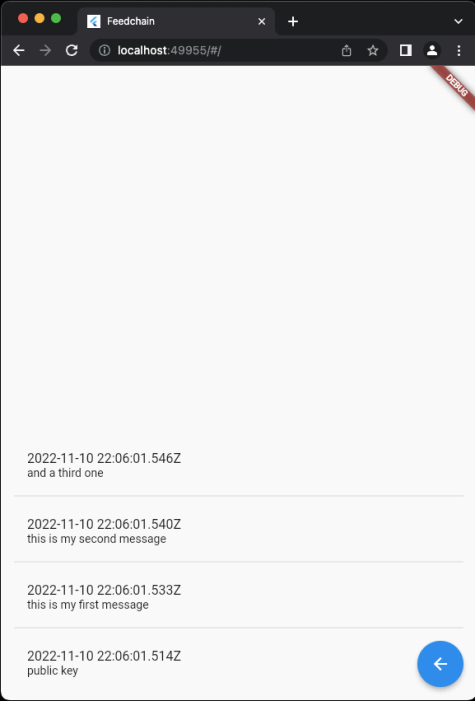 Feedchain
localhost:49955/#/
DEBUG
2022-11-10 22:06:01.546Z
and a third one
2022-11-10 22:06:01.540Z
this is my second message
2022-11-10 22:06:01.533Z
this is my first message
2022-11-10 22:06:01.514Z
public key